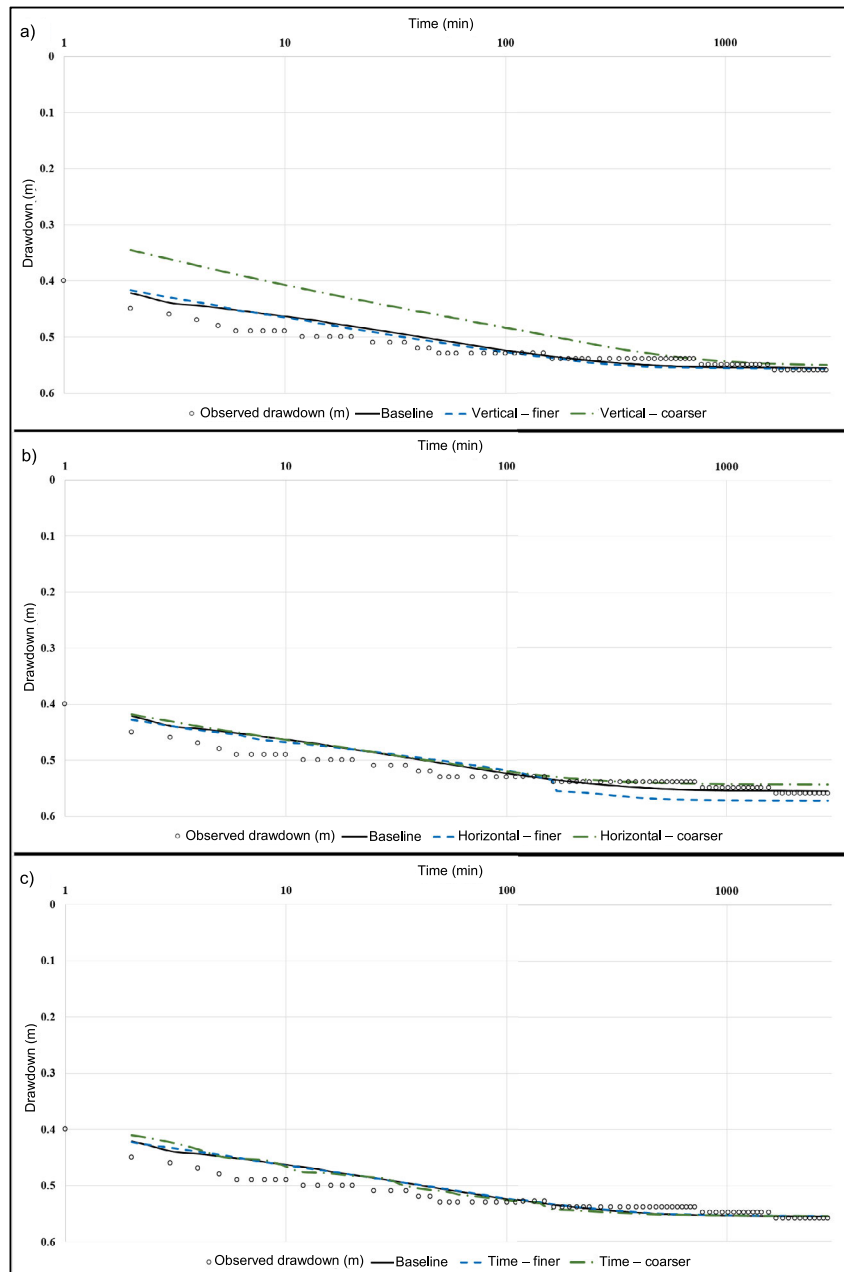 a)
Time (min)
1 10 100 1000
0
0.1
0.2
0.3
0.4
0.5
0.6
Drawdown (m)
Observed drawdown (m) Baseline Vertical – finer Vertical – coarser
b)
Time (min)
1 10 100 1000
0
0.1
0.2
0.3
0.4
0.5
0.6
Drawdown (m)
Observed drawdown (m) Baseline Horizontal – finer Horizontal – coarser
c)
Time (min)
1 10 100 1000
0
0.1
0.2
0.3
0.4
0.5
0.6
Drawdown (m)
Observed drawdown (m) Baseline Time – finer Time – coarser